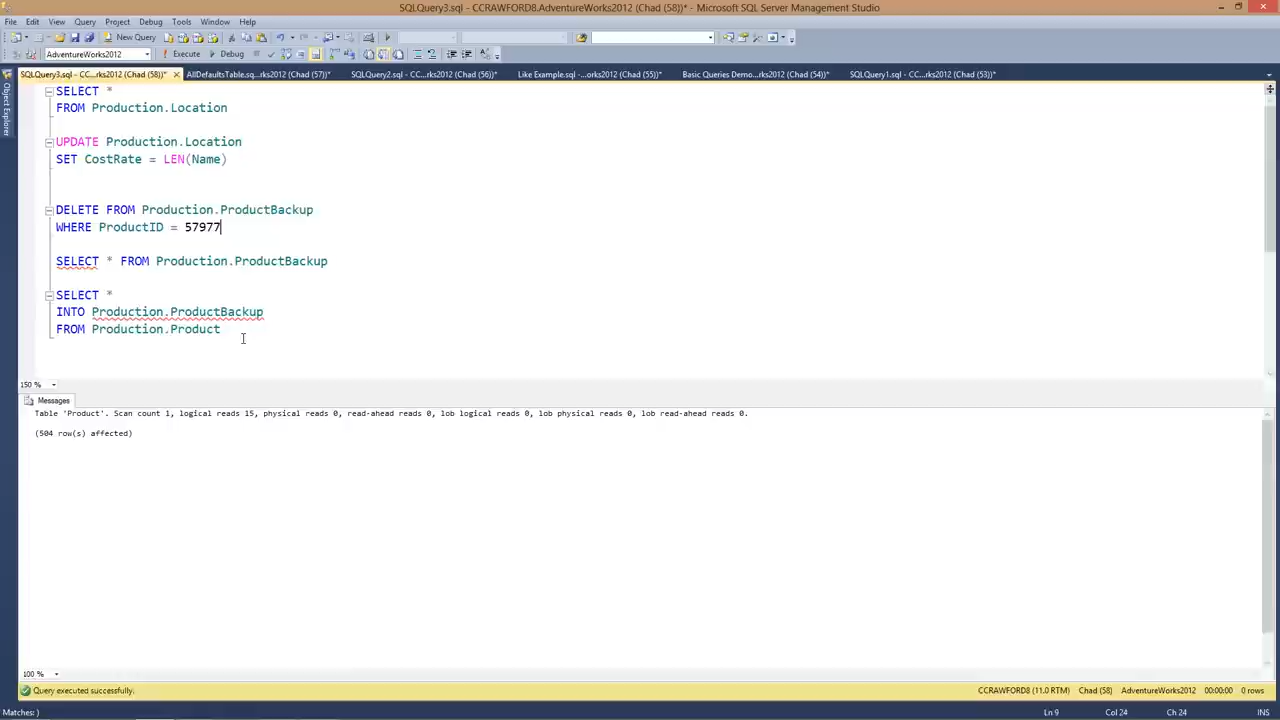 SQLQuery3.sql - CCRAWFORD8.AdventureWorks2012 (Chad (58))* - Microsoft SQL Server Management Studio
File Edit View Query Project Debug Tools Window Help
New Query
AdventureWorks2012 Execute Debug
SQLQuery3.sql - CC...rks2012 (Chad (58))* AllDefaultsTable.sq...rks2012 (Chad (57))* SQLQuery2.sql - CC...rks2012 (Chad (56))* Like Example.sql -...orks2012 (Chad (55))* Basic Queries Demo...rks2012 (Chad (54))* SQLQuery1.sql - CC...rks2012 (Chad (53))*
Object Explorer
SELECT *
FROM Production.Location
UPDATE Production.Location
SET CostRate = LEN(Name)
DELETE FROM Production.ProductBackup
WHERE ProductID = 57977
SELECT * FROM Production.ProductBackup
SELECT *
INTO Production.ProductBackup
FROM Production.Product
150 %
Messages
Table 'Product'. Scan count 1, logical reads 15, physical reads 0, read-ahead reads 0, lob logical reads 0, lob physical reads 0, lob read-ahead reads 0.
(504 row(s) affected)
100 %
Query executed successfully. CCRAWFORD8 (11.0 RTM) Chad (58) AdventureWorks2012 00:00:00 0 rows
Matches: ) Ln 9 Col 24 Ch 24 INS